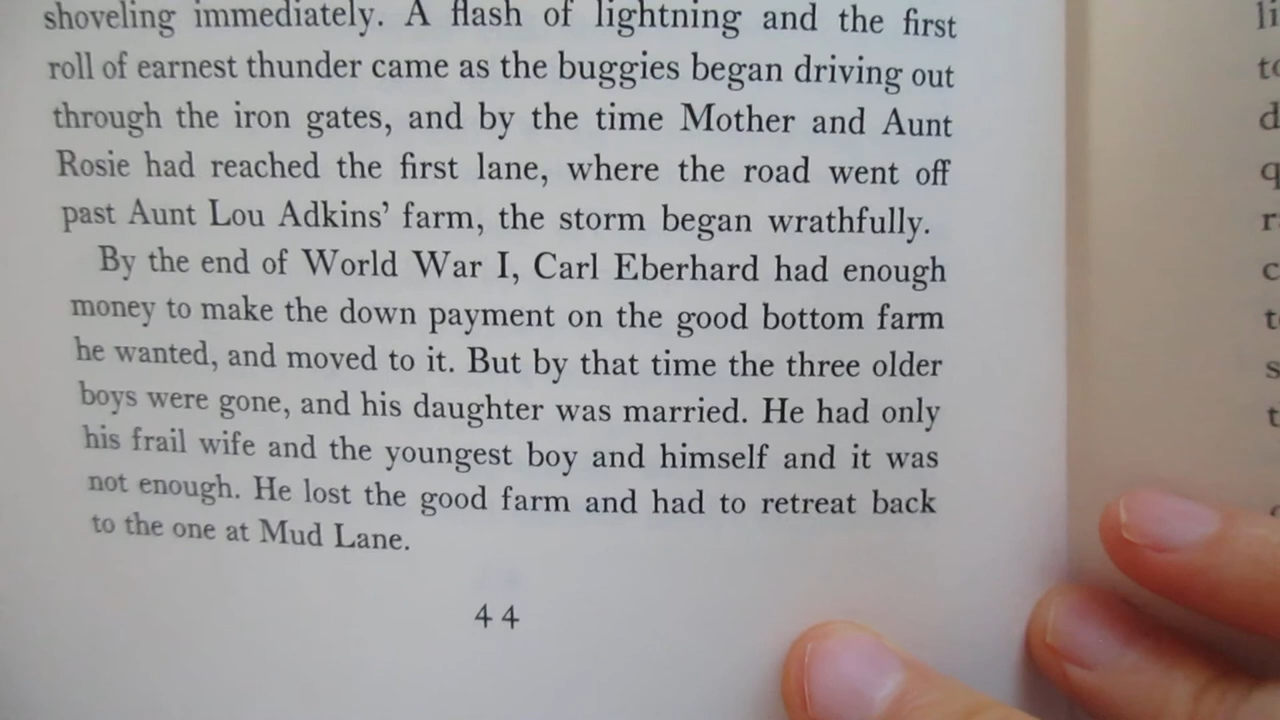 shoveling immediately. A flash of lightning and the first
roll of earnest thunder came as the buggies began driving out
through the iron gates, and by the time Mother and Aunt
Rosie had reached the first lane, where the road went off
past Aunt Lou Adkins' farm, the storm began wrathfully.
By the end of World War I, Carl Eberhard had enough
money to make the down payment on the good bottom farm
he wanted, and moved to it. But by that time the three older
boys were gone, and his daughter was married. He had only
his frail wife and the youngest boy and himself and it was
not enough. He lost the good farm and had to retreat back
to the one at Mud Lane.
44